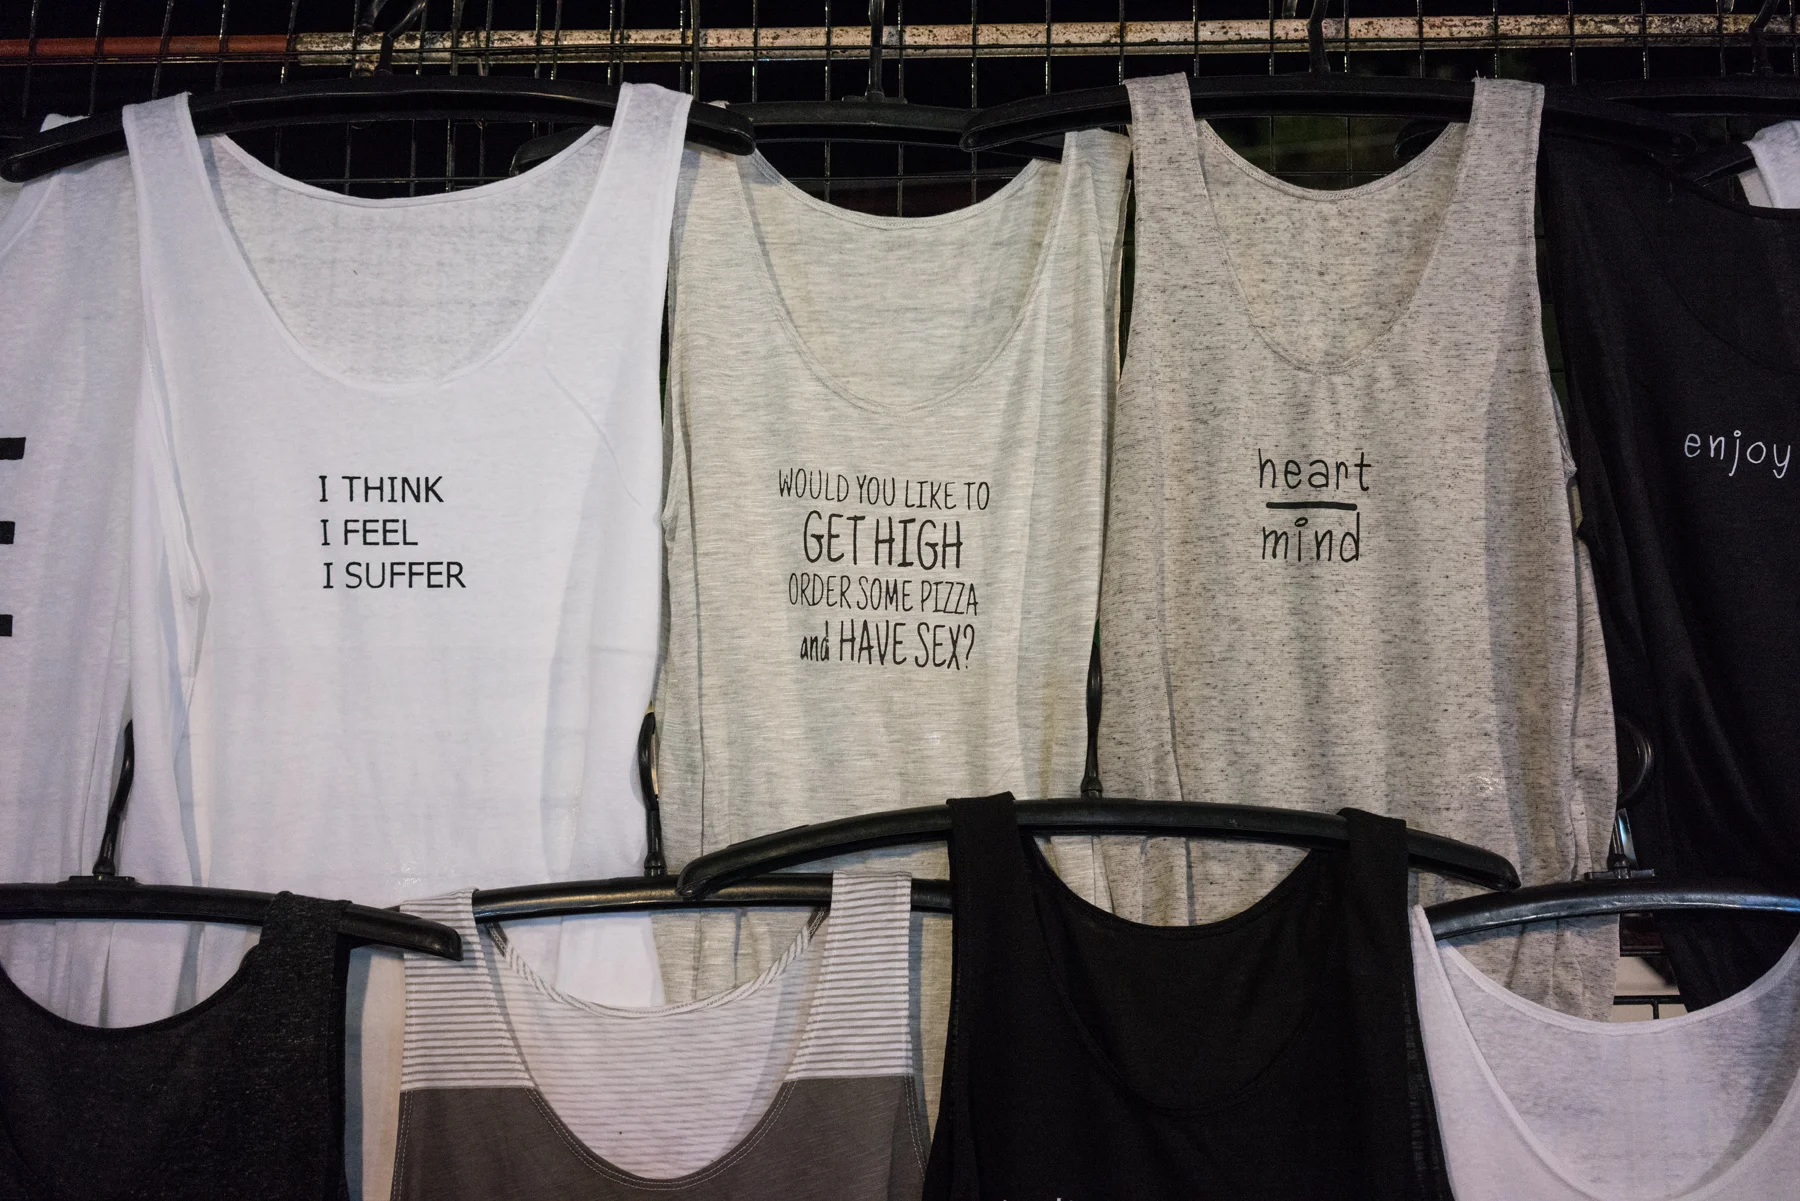 I THINK
I FEEL
I SUFFER
WOULD YOU LIKE TO
GET HIGH
ORDER SOME PIZZA
and HAVE SEX?
heart
mind
enjoy